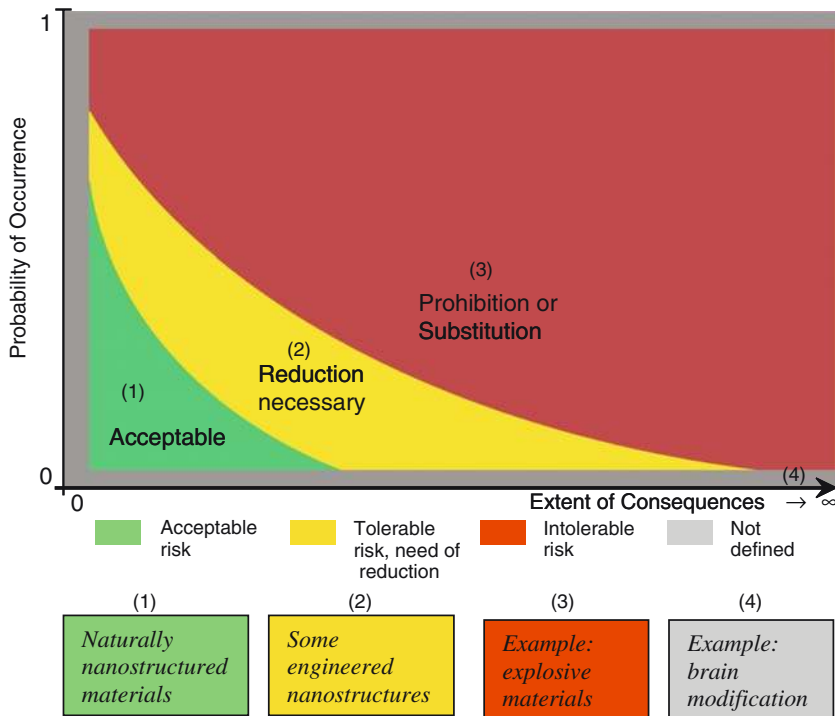 1
Probability of Occurrence
(3)
Prohibition or
Substitution
(2)
Reduction
necessary
(1)
Acceptable
0
(4)
0
Extent of Consequences → ∞
Acceptable
risk
Tolerable
risk, need of
reduction
Intolerable
risk
Not
defined
(1)
Naturally
nanostructured
materials
(2)
Some
engineered
nanostructures
(3)
Example:
explosive
materials
(4)
Example:
brain
modification